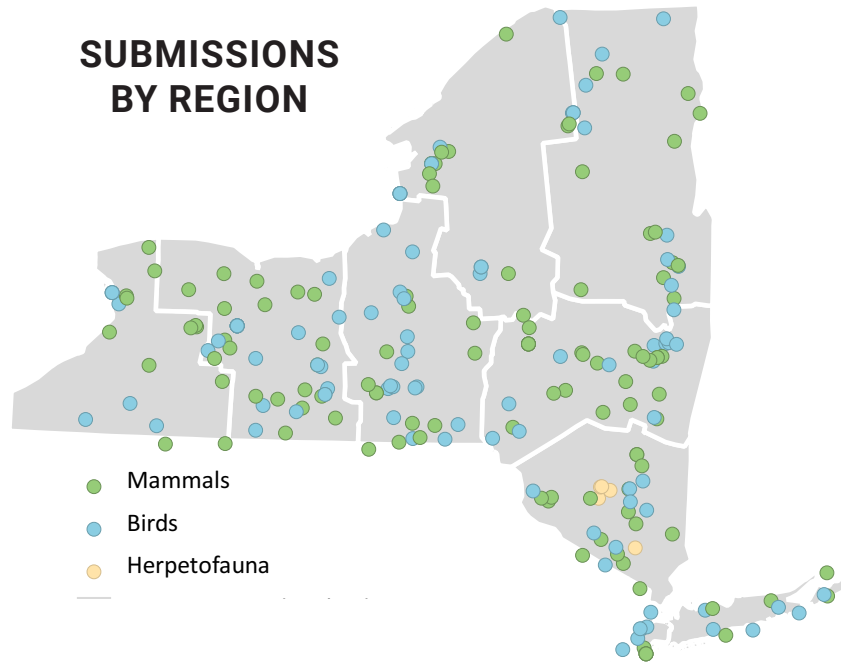 SUBMISSIONS
BY REGION
Mammals
Birds
Herpetofauna